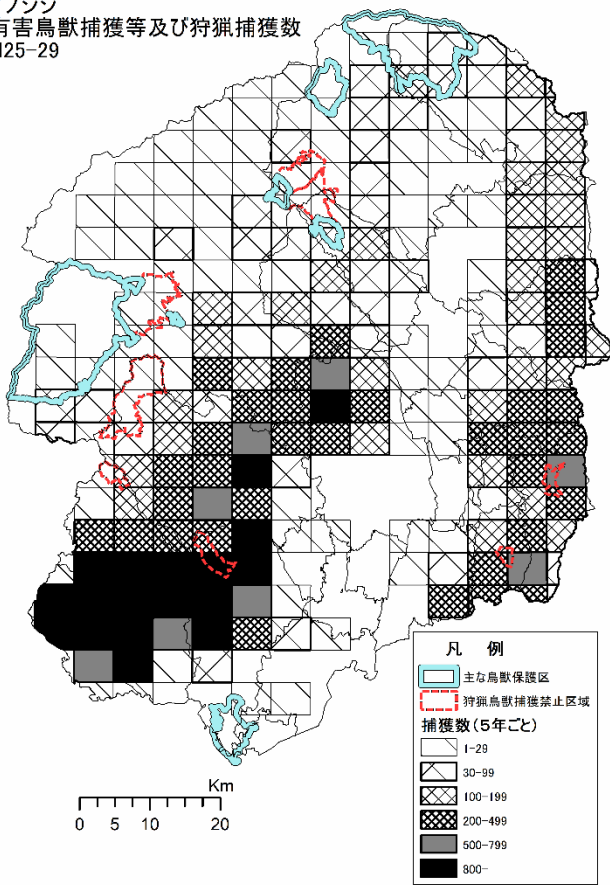 ノシシ
有害鳥獣捕獲等及び狩猟捕獲数
H25-29
凡 例
主な鳥獣保護区
狩猟鳥獣捕獲禁止区域
捕獲数(5年ごと)
1-29
30-99
100-199
200-499
500-799
800-
Km
0 5 10 20